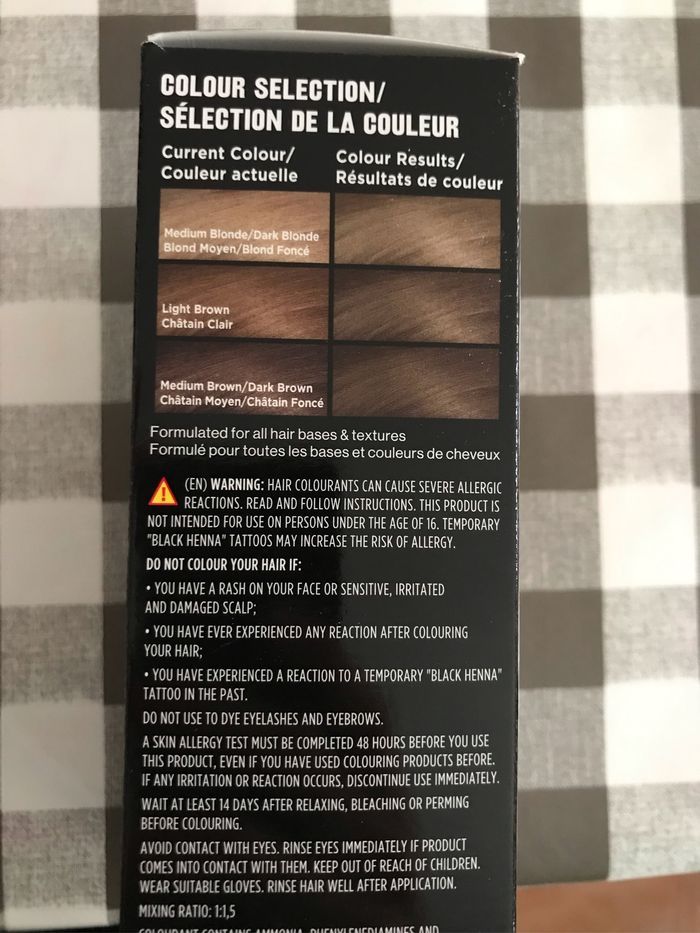 COLOUR SELECTION/
SÉLECTION DE LA COULEUR
Current Colour/
Couleur actuelle
Colour Results/
Résultats de couleur
Medium Blonde/Dark Blonde
Blond Moyen/Blond Foncé
Light Brown
Châtain Clair
Medium Brown/Dark Brown
Châtain Moyen/Châtain Foncé
Formulated for all hair bases & textures
Formulé pour toutes les bases et couleurs de cheveux
(EN) WARNING: HAIR COLOURANTS CAN CAUSE SEVERE ALLERGIC
REACTIONS. READ AND FOLLOW INSTRUCTIONS. THIS PRODUCT IS
NOT INTENDED FOR USE ON PERSONS UNDER THE AGE OF 16. TEMPORARY
"BLACK HENNA" TATTOOS MAY INCREASE THE RISK OF ALLERGY.
DO NOT COLOUR YOUR HAIR IF:
• YOU HAVE A RASH ON YOUR FACE OR SENSITIVE, IRRITATED
AND DAMAGED SCALP;
• YOU HAVE EVER EXPERIENCED ANY REACTION AFTER COLOURING
YOUR HAIR;
• YOU HAVE EXPERIENCED A REACTION TO A TEMPORARY "BLACK HENNA"
TATTOO IN THE PAST.
DO NOT USE TO DYE EYELASHES AND EYEBROWS.
A SKIN ALLERGY TEST MUST BE COMPLETED 48 HOURS BEFORE YOU USE
THIS PRODUCT, EVEN IF YOU HAVE USED COLOURING PRODUCTS BEFORE.
IF ANY IRRITATION OR REACTION OCCURS, DISCONTINUE USE IMMEDIATELY.
WAIT AT LEAST 14 DAYS AFTER RELAXING, BLEACHING OR PERMING
BEFORE COLOURING.
AVOID CONTACT WITH EYES. RINSE EYES IMMEDIATELY IF PRODUCT
COMES INTO CONTACT WITH THEM. KEEP OUT OF REACH OF CHILDREN.
WEAR SUITABLE GLOVES. RINSE HAIR WELL AFTER APPLICATION.
MIXING RATIO: 1:1,5
COLOURANT CONTAINS AMMONIA, PHENYLENEDIAMINES AND